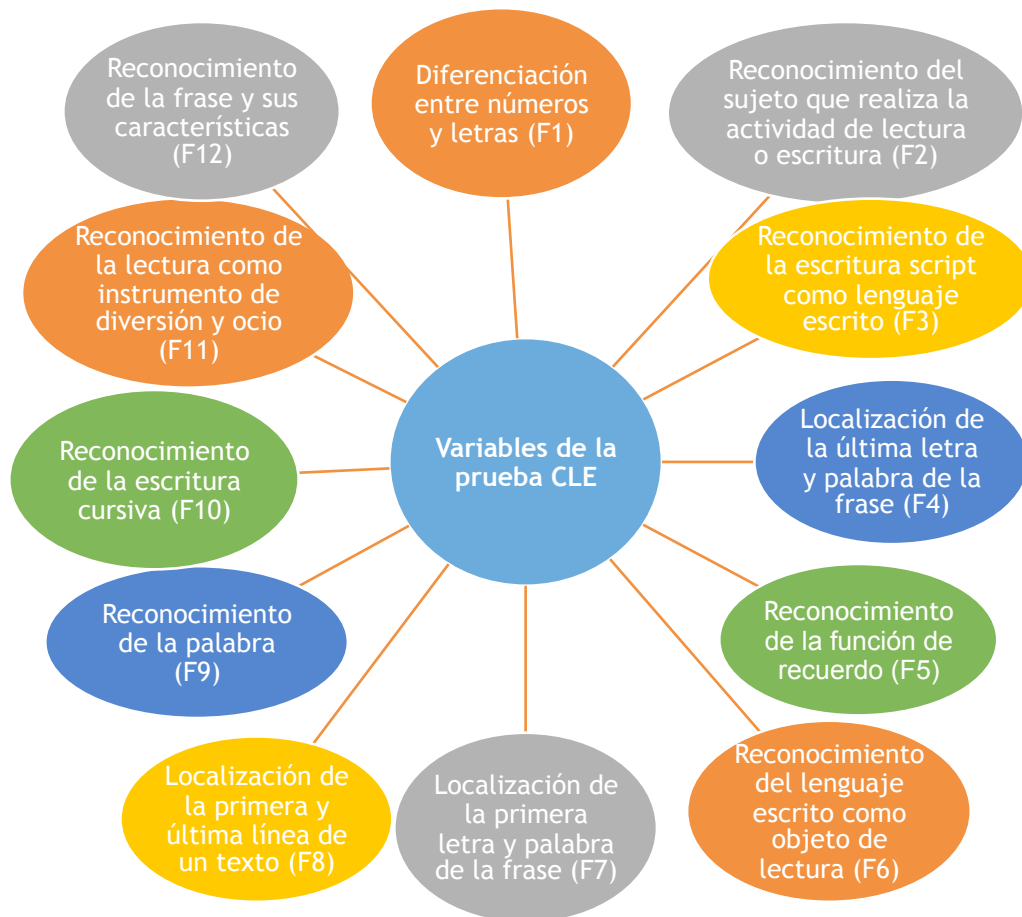 Variables de la
prueba CLE
Diferenciación
entre números
y letras (F1)
Reconocimiento del
sujeto que realiza la
actividad de lectura
o escritura (F2)
Reconocimiento de
la escritura script
como lenguaje
escrito (F3)
Localización de
la última letra
y palabra de la
frase (F4)
Reconocimiento
de la función de
recuerdo (F5)
Reconocimiento
del lenguaje
escrito como
objeto de
lectura (F6)
Localización de
la primera
letra y palabra
de la frase (F7)
Localización de
la primera y
última línea de
un texto (F8)
Reconocimiento
de la palabra
(F9)
Reconocimiento
de la escritura
cursiva (F10)
Reconocimiento de
la lectura como
instrumento de
diversión y ocio
(F11)
Reconocimiento
de la frase y sus
características
(F12)